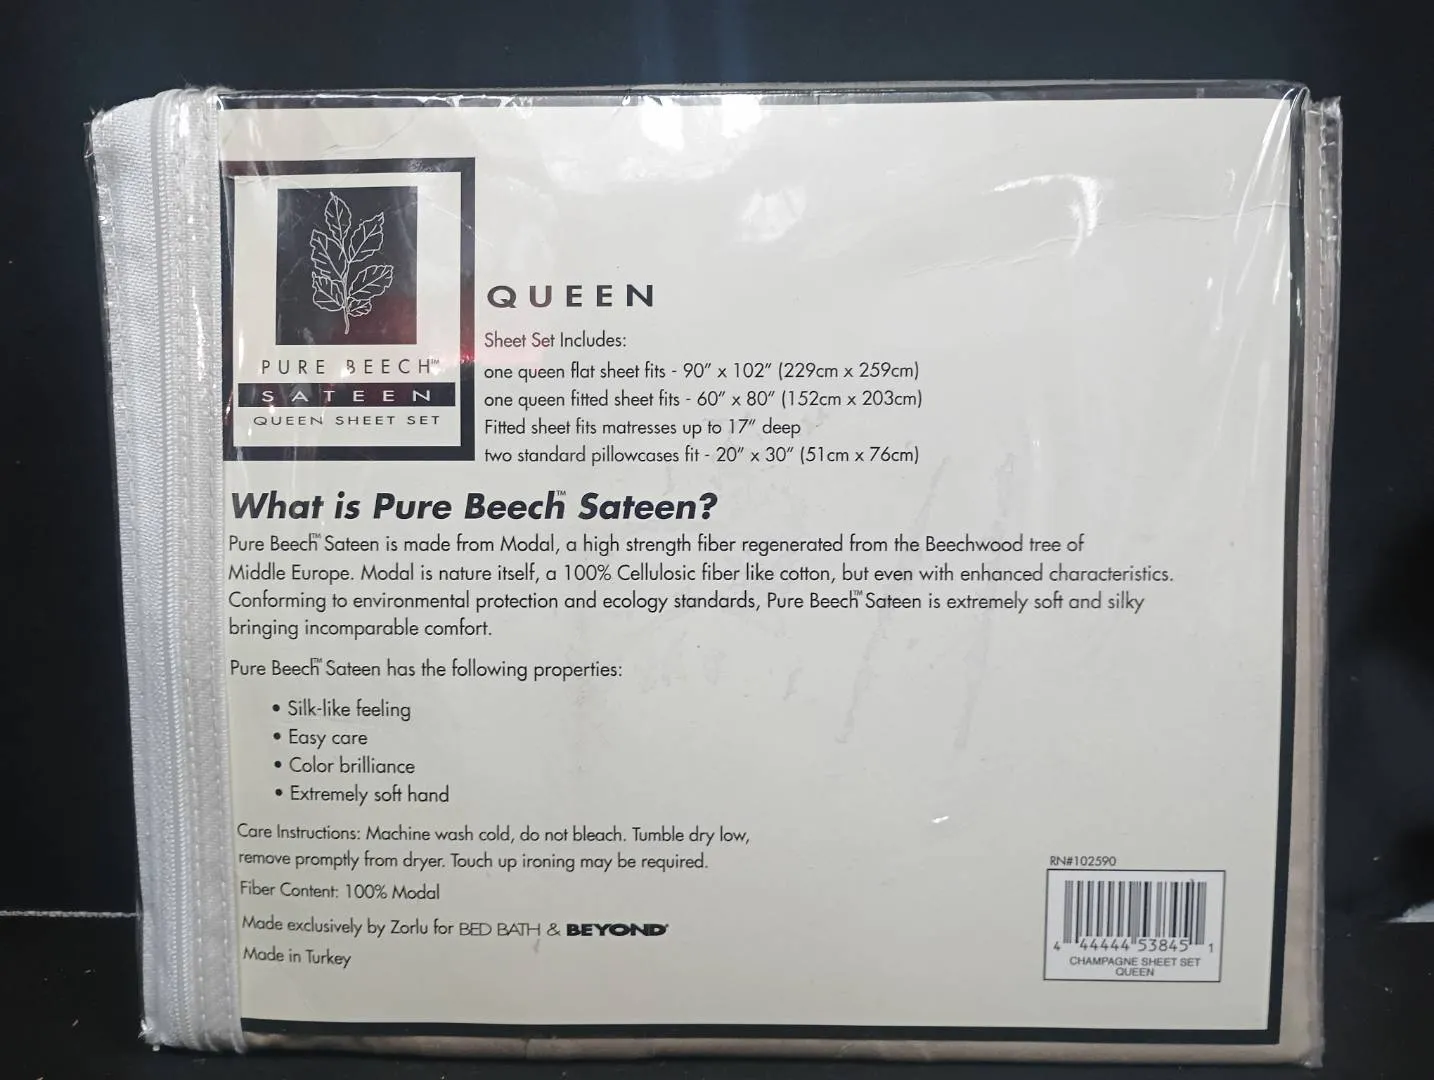 PURE BEECH™
SATEEN
QUEEN SHEET SET
QUEEN
Sheet Set Includes:
one queen flat sheet fits - 90" x 102" (229cm x 259cm)
one queen fitted sheet fits - 60" x 80" (152cm x 203cm)
Fitted sheet fits matresses up to 17" deep
two standard pillowcases fit - 20" x 30" (51cm x 76cm)
What is Pure Beech™ Sateen?
Pure Beech™ Sateen is made from Modal, a high strength fiber regenerated from the Beechwood tree of
Middle Europe. Modal is nature itself, a 100% Cellulosic fiber like cotton, but even with enhanced characteristics.
Conforming to environmental protection and ecology standards, Pure Beech™ Sateen is extremely soft and silky
bringing incomparable comfort.
Pure Beech™ Sateen has the following properties:
• Silk-like feeling
• Easy care
• Color brilliance
• Extremely soft hand
Care Instructions: Machine wash cold, do not bleach. Tumble dry low,
remove promptly from dryer. Touch up ironing may be required.
Fiber Content: 100% Modal
Made exclusively by Zorlu for BED BATH & BEYOND
Made in Turkey
RN#102590
4 44444 53845 1
CHAMPAGNE SHEET SET
QUEEN